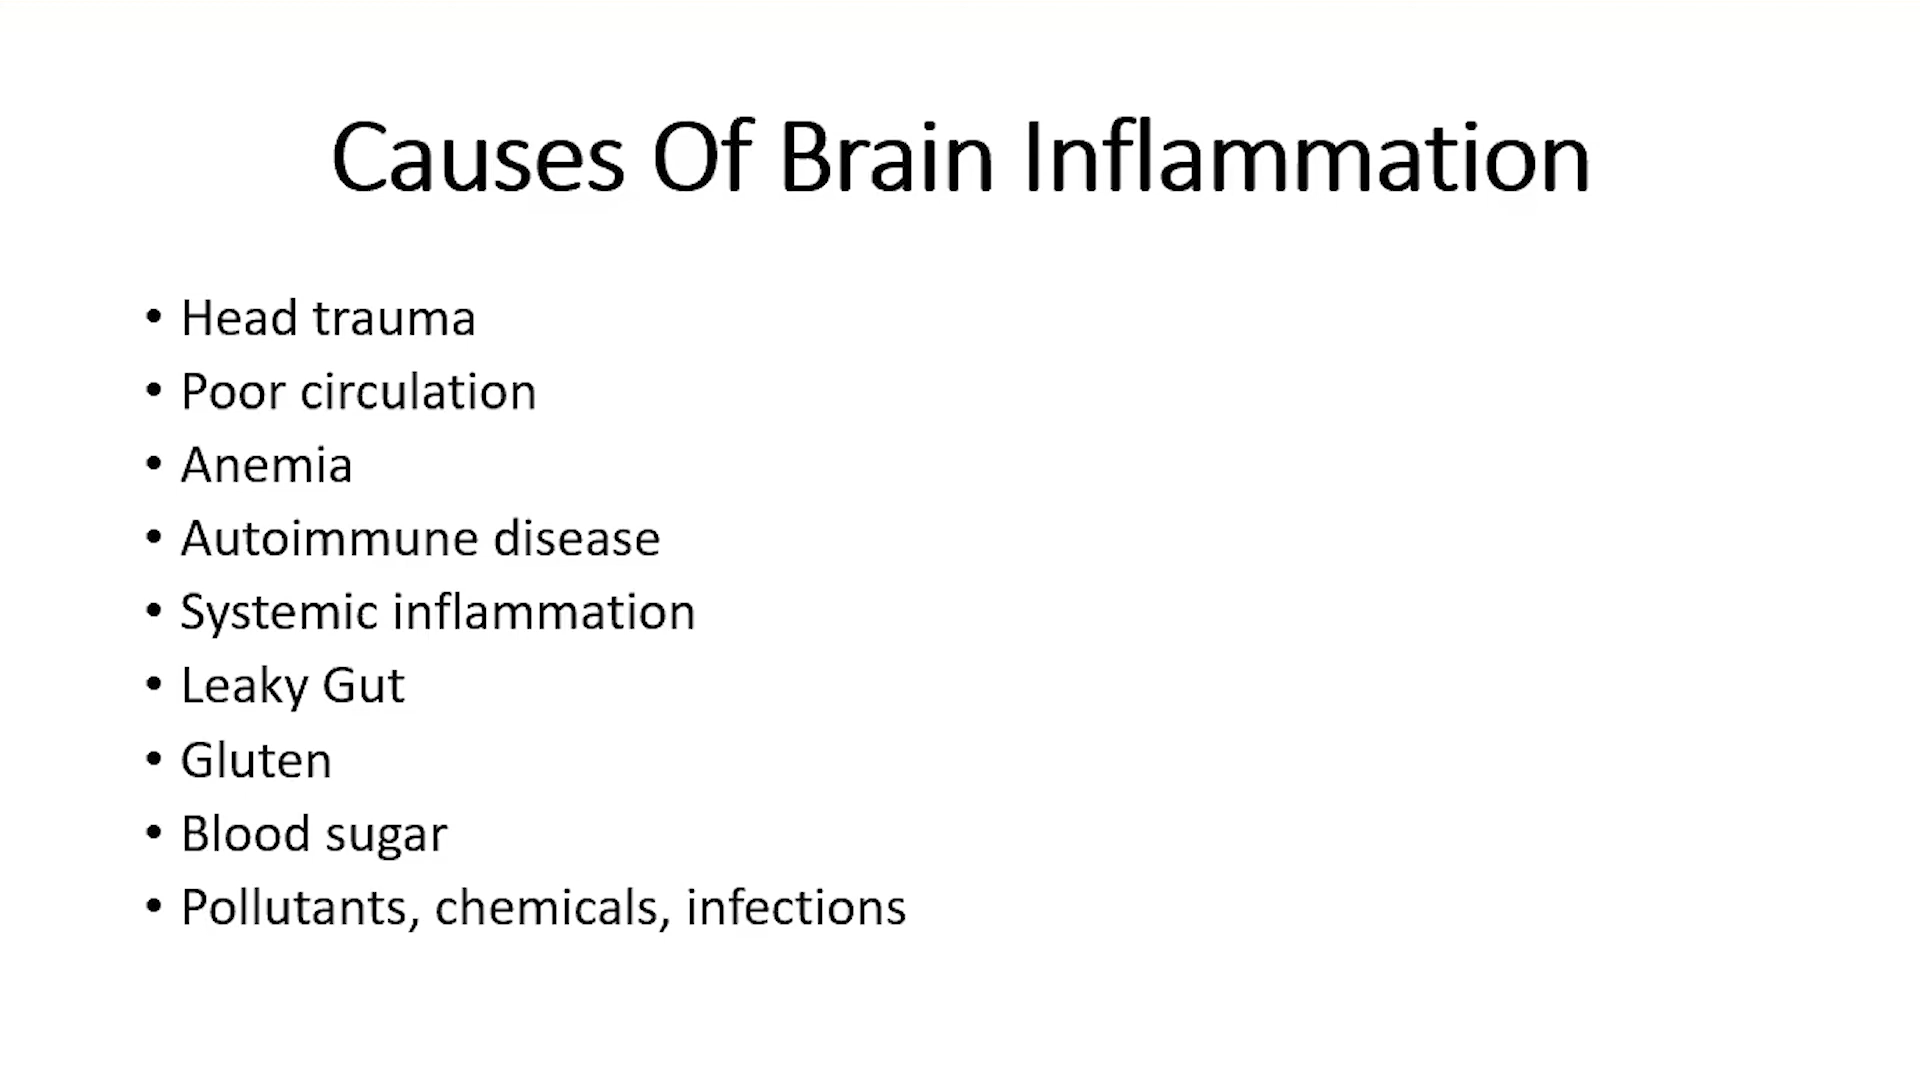 Causes Of Brain Inflammation
• Head trauma
• Poor circulation
• Anemia
• Autoimmune disease
• Systemic inflammation
• Leaky Gut
• Gluten
• Blood sugar
• Pollutants, chemicals, infections